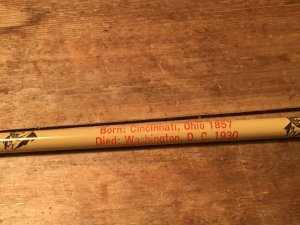 Born: Cincinnati, Ohio 1857
Died: Washington, D. C. 1930